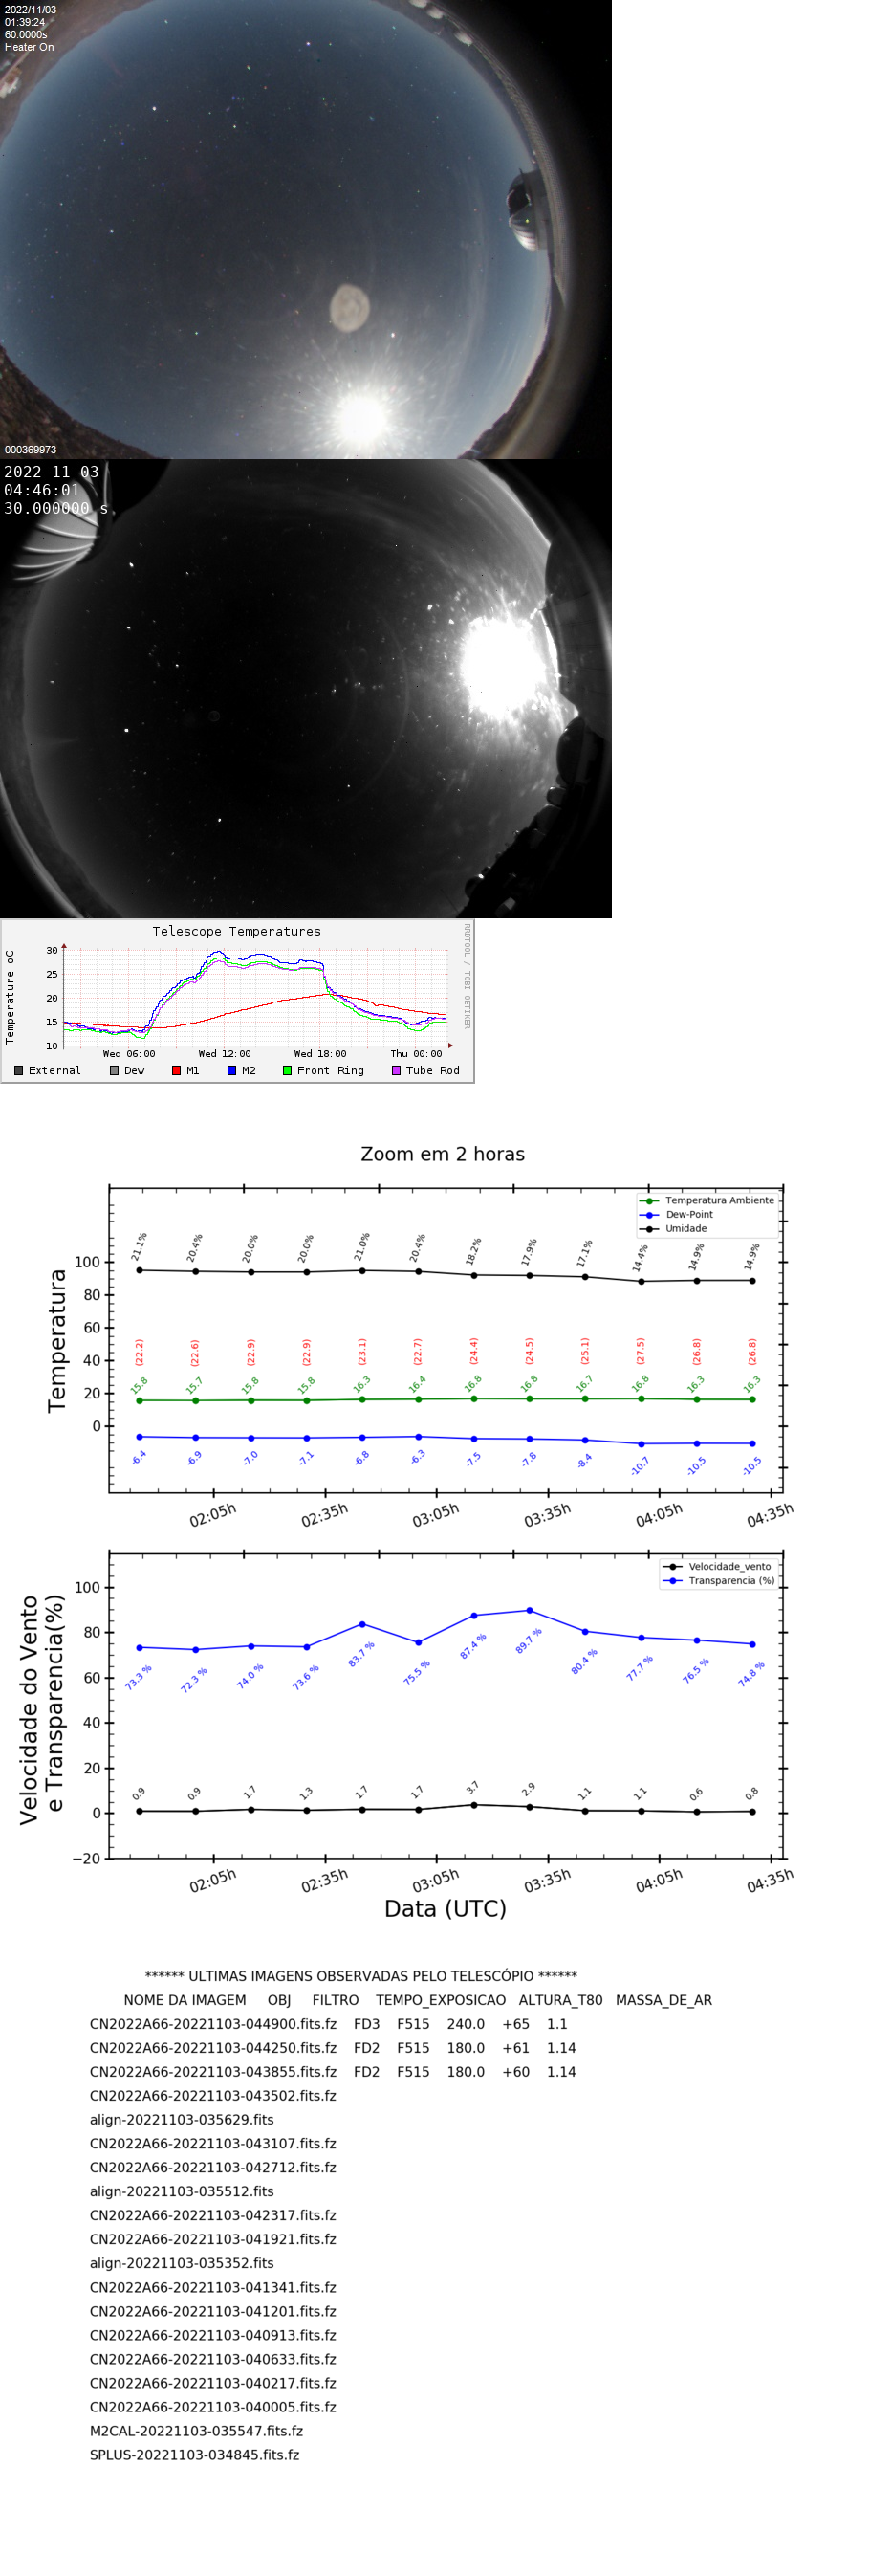 2022/11/03
01:39:24
60.0000s
Heater On
000369973
2022-11-03
04:46:01
30.000000 s
Telescope Temperatures
RRDTOOL / TOBI OETIKER
Temperature oC
30
25
20
15
10
Wed 06:00 Wed 12:00 Wed 18:00 Thu 00:00
External Dew M1 M2 Front Ring Tube Rod
Zoom em 2 horas
Temperatura Ambiente
Dew-Point
Umidade
Temperatura
100
80
60
40
20
0
21.1% 20.4% 20.0% 20.0% 21.0% 20.4% 18.2% 17.9% 17.1% 14.4% 14.9% 14.9%
(22.2) (22.6) (22.9) (22.9) (23.1) (22.7) (24.4) (24.5) (25.1) (27.5) (26.8) (26.8)
15.8 15.7 15.8 15.8 16.3 16.4 16.8 16.8 16.7 16.8 16.3 16.3
-6.4 -6.9 -7.0 -7.1 -6.8 -6.3 -7.5 -7.8 -8.4 -10.7 -10.5 -10.5
02:05h 02:35h 03:05h 03:35h 04:05h 04:35h
Velocidade_vento
Transparencia (%)
Velocidade do Vento
e Transparencia(%)
100
80
60
40
20
0
−20
73.3 % 72.3 % 74.0 % 73.6 % 83.7 % 75.5 % 87.4 % 89.7 % 80.4 % 77.7 % 76.5 % 74.8 %
0.9 0.9 1.7 1.3 1.7 1.7 3.7 2.9 1.1 1.1 0.6 0.8
02:05h 02:35h 03:05h 03:35h 04:05h 04:35h
Data (UTC)
****** ULTIMAS IMAGENS OBSERVADAS PELO TELESCÓPIO ******
NOME DA IMAGEM OBJ FILTRO TEMPO_EXPOSICAO ALTURA_T80 MASSA_DE_AR
CN2022A66-20221103-044900.fits.fz FD3 F515 240.0 +65 1.1
CN2022A66-20221103-044250.fits.fz FD2 F515 180.0 +61 1.14
CN2022A66-20221103-043855.fits.fz FD2 F515 180.0 +60 1.14
CN2022A66-20221103-043502.fits.fz
align-20221103-035629.fits
CN2022A66-20221103-043107.fits.fz
CN2022A66-20221103-042712.fits.fz
align-20221103-035512.fits
CN2022A66-20221103-042317.fits.fz
CN2022A66-20221103-041921.fits.fz
align-20221103-035352.fits
CN2022A66-20221103-041341.fits.fz
CN2022A66-20221103-041201.fits.fz
CN2022A66-20221103-040913.fits.fz
CN2022A66-20221103-040633.fits.fz
CN2022A66-20221103-040217.fits.fz
CN2022A66-20221103-040005.fits.fz
M2CAL-20221103-035547.fits.fz
SPLUS-20221103-034845.fits.fz